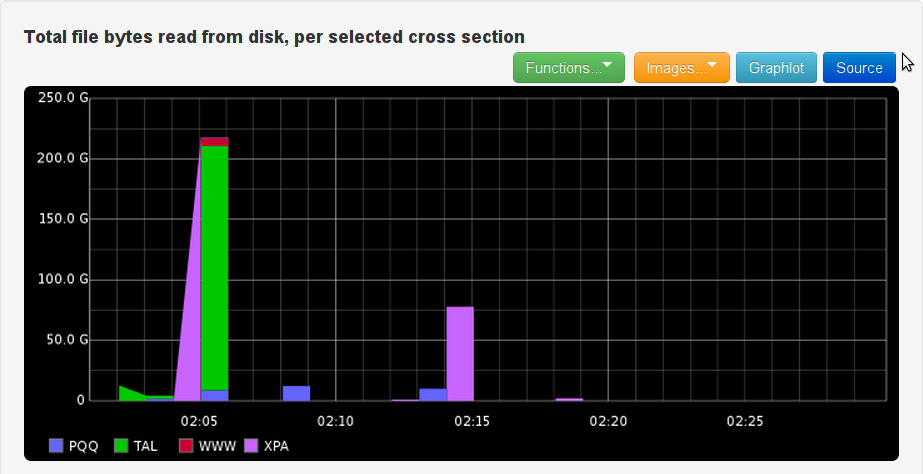 Total file bytes read from disk, per selected cross section
Functions... Images... Graphlot Source
250.0 G
200.0 G
150.0 G
100.0 G
50.0 G
0
02:05 02:10 02:15 02:20 02:25
PQQ TAL WWW XPA